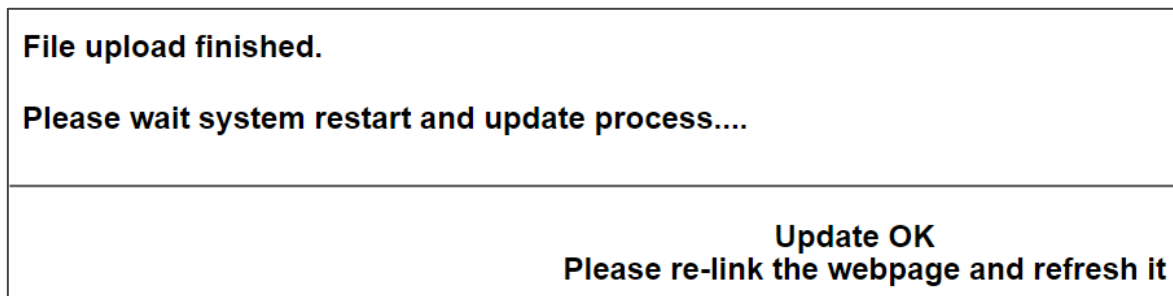 File upload finished.
Please wait system restart and update process....
Update OK
Please re-link the webpage and refresh it